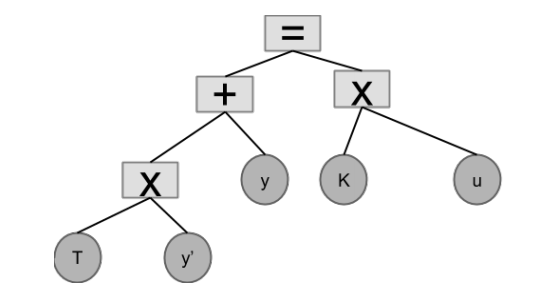 =
+ X
X y K u
T y'